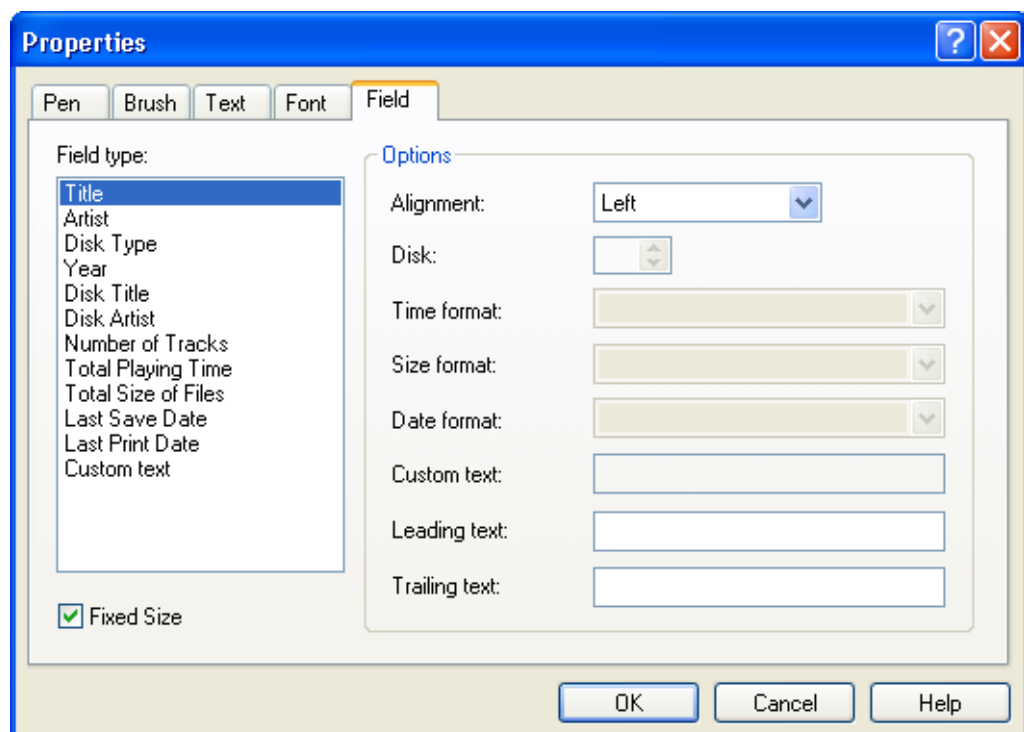 Properties
Pen Brush Text Font Field
Field type:
Title
Artist
Disk Type
Year
Disk Title
Disk Artist
Number of Tracks
Total Playing Time
Total Size of Files
Last Save Date
Last Print Date
Custom text
Fixed Size
Options
Alignment: Left
Disk:
Time format:
Size format:
Date format:
Custom text:
Leading text:
Trailing text:
OK Cancel Help